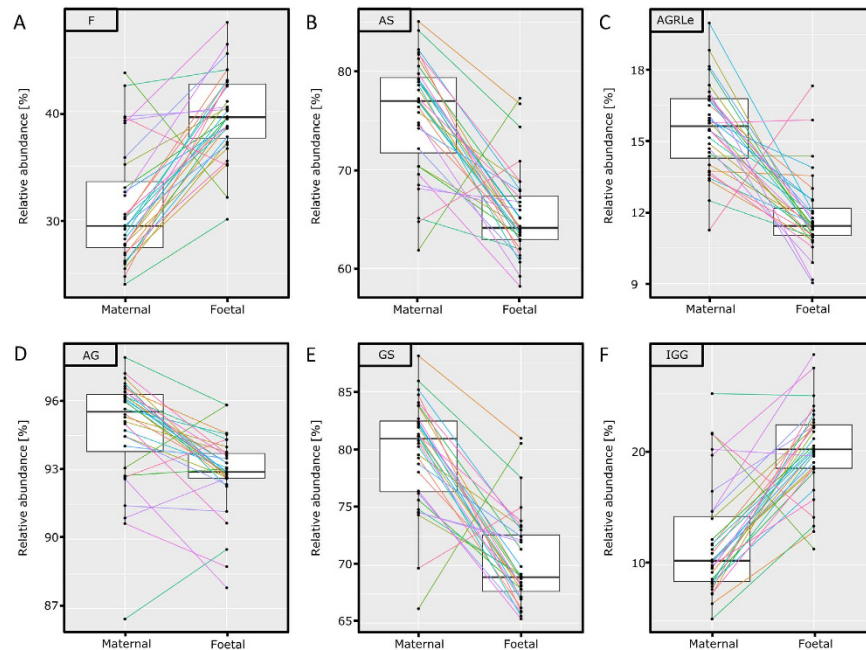 A
F
Relative abundance [%]
40
30
Maternal
Foetal
B
AS
Relative abundance [%]
80
70
60
Maternal
Foetal
C
AGRLe
Relative abundance [%]
18
15
12
9
Maternal
Foetal
D
AG
Relative abundance [%]
96
93
90
87
Maternal
Foetal
E
GS
Relative abundance [%]
85
80
75
70
65
Maternal
Foetal
F
IGG
Relative abundance [%]
20
10
Maternal
Foetal